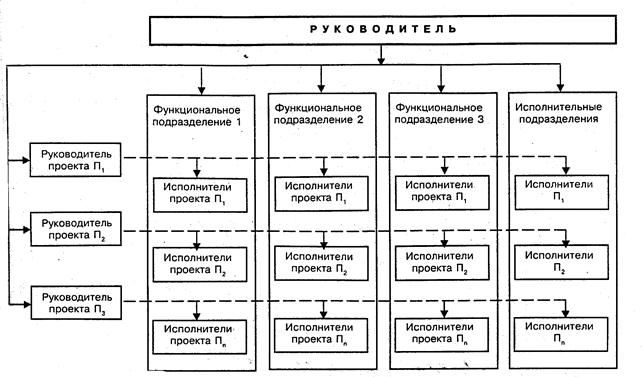 РУКОВОДИТЕЛЬ
Функциональное
подразделение 1
Функциональное
подразделение 2
Функциональное
подразделение 3
Исполнительные
подразделения
Руководитель
проекта П₁
Исполнители
проекта П₁
Исполнители
проекта П₁
Исполнители
проекта П₁
Исполнители
П₁
Руководитель
проекта П₂
Исполнители
проекта П₂
Исполнители
проекта П₂
Исполнители
проекта П₂
Исполнители
П₂
Руководитель
проекта П₃
Исполнители
проекта Пₙ
Исполнители
проекта Пₙ
Исполнители
проекта Пₙ
Исполнители
Пₙ